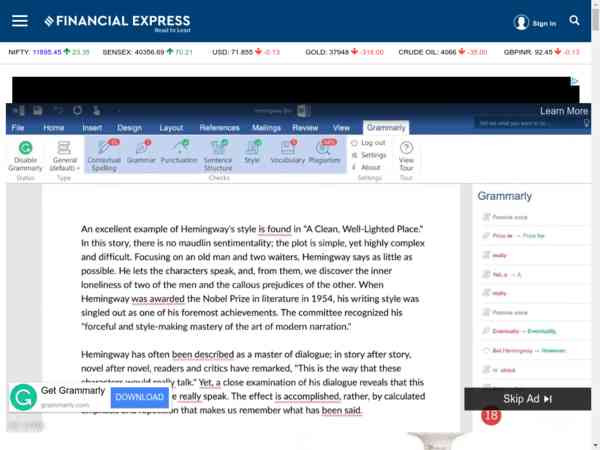 FINANCIAL EXPRESS
Read to Lead
Sign in
NIFTY: 11895.45 23.35 SENSEX: 40356.69 70.21 USD: 71.855 -0.13 GOLD: 37948 -318.00 CRUDE OIL: 4066 -35.00 GBPINR: 92.45 -0.13
Learn More
File Home Insert Design Layout References Mailings Review View Grammarly
Tell me what you want to do
Disable Grammarly
General (default)
Contextual Spelling
Grammar
Punctuation
Sentence Structure
Style
Vocabulary
Plagiarism
Log out
Settings
About
View Tour
Status Type Checks Settings Tour
Grammarly
An excellent example of Hemingway's style is found in "A Clean, Well-Lighted Place."
In this story, there is no maudlin sentimentality; the plot is simple, yet highly complex
and difficult. Focusing on an old man and two waiters, Hemingway says as little as
possible. He lets the characters speak, and, from them, we discover the inner
loneliness of two of the men and the callous prejudices of the other. When
Hemingway was awarded the Nobel Prize in literature in 1954, his writing style was
singled out as one of his foremost achievements. The committee recognized his
"forceful and style-making mastery of the art of modern narration."
Hemingway has often been described as a master of dialogue; in story after story,
novel after novel, readers and critics have remarked, "This is the way that these
characters would really talk." Yet, a close examination of his dialogue reveals that this
really speak. The effect is accomplished, rather, by calculated
that makes us remember what has been said.
Passive voice
really
Yet, a → A
really
Passive voice
Eventually → Eventually,
But Hemingway → However,
Get Grammarly
grammarly.com
DOWNLOAD
Skip Ad
18